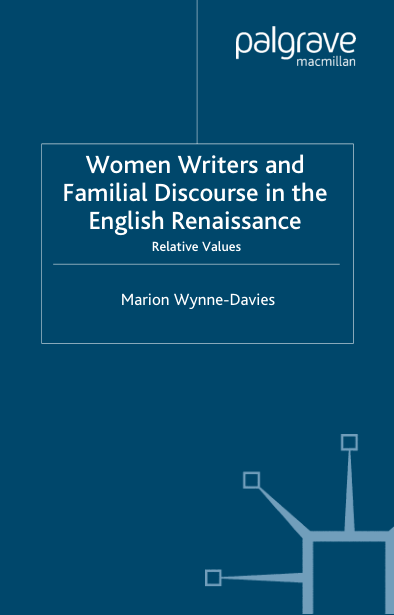 palgrave
macmillan
Women Writers and
Familial Discourse in the
English Renaissance
Relative Values
Marion Wynne-Davies